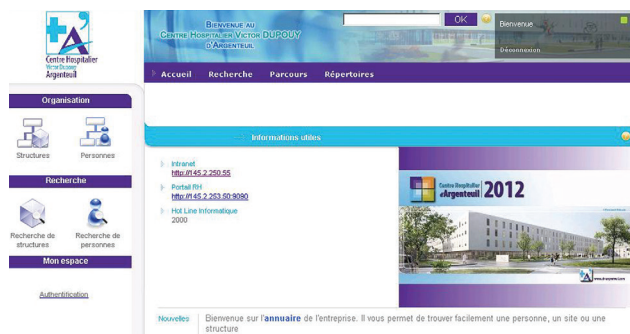 Centre Hospitalier
Victor Dupouy
Argenteuil
BIENVENUE AU
CENTRE HOSPITALIER VICTOR DUPOUY
D'ARGENTEUIL
OK
Bienvenue
Déconnexion
Accueil Recherche Parcours Répertoires
Organisation
Structures Personnes
Recherche
Recherche de structures
Recherche de personnes
Mon espace
Authentification
Informations utiles
Intranet
http://145.2.250.55
Portail RH
http://145.2.253.50:9090
Hot Line Informatique
2000
Centre Hospitalier
d'Argenteuil 2012
Nouvelles
Bienvenue sur l'annuaire de l'entreprise. Il vous permet de trouver facilement une personne, un site ou une
structure